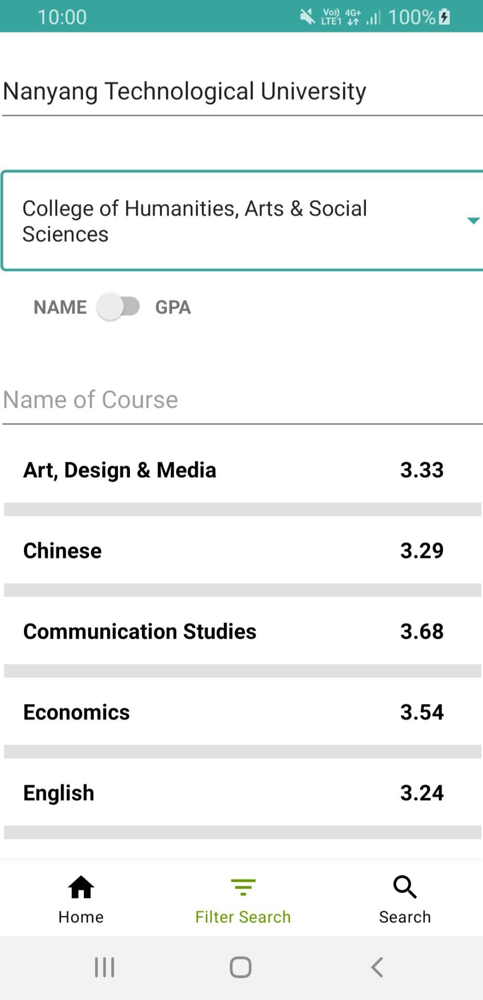 10:00
Vo)) 4G+
LTE1
100%
Nanyang Technological University
College of Humanities, Arts & Social
Sciences
NAME GPA
Name of Course
Art, Design & Media 3.33
Chinese 3.29
Communication Studies 3.68
Economics 3.54
English 3.24
Home Filter Search Search